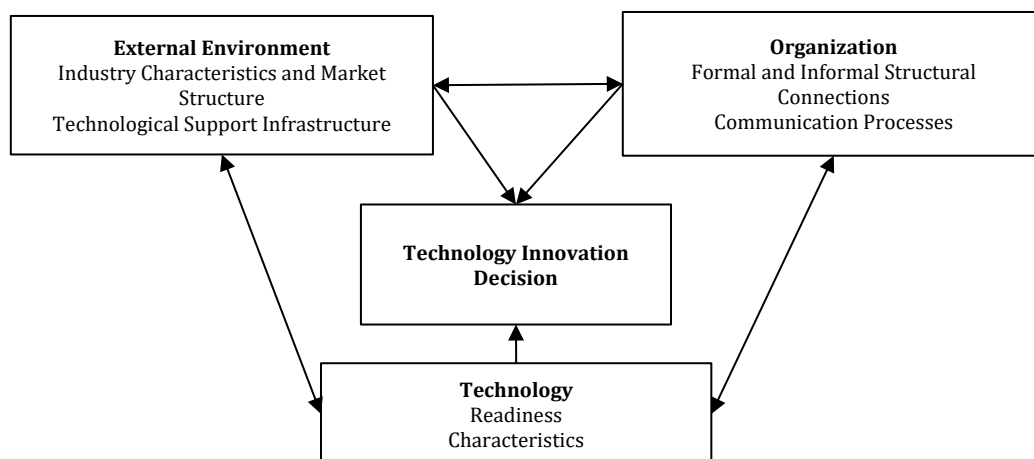 External Environment
Industry Characteristics and Market
Structure
Technological Support Infrastructure
Organization
Formal and Informal Structural
Connections
Communication Processes
Technology Innovation
Decision
Technology
Readiness
Characteristics